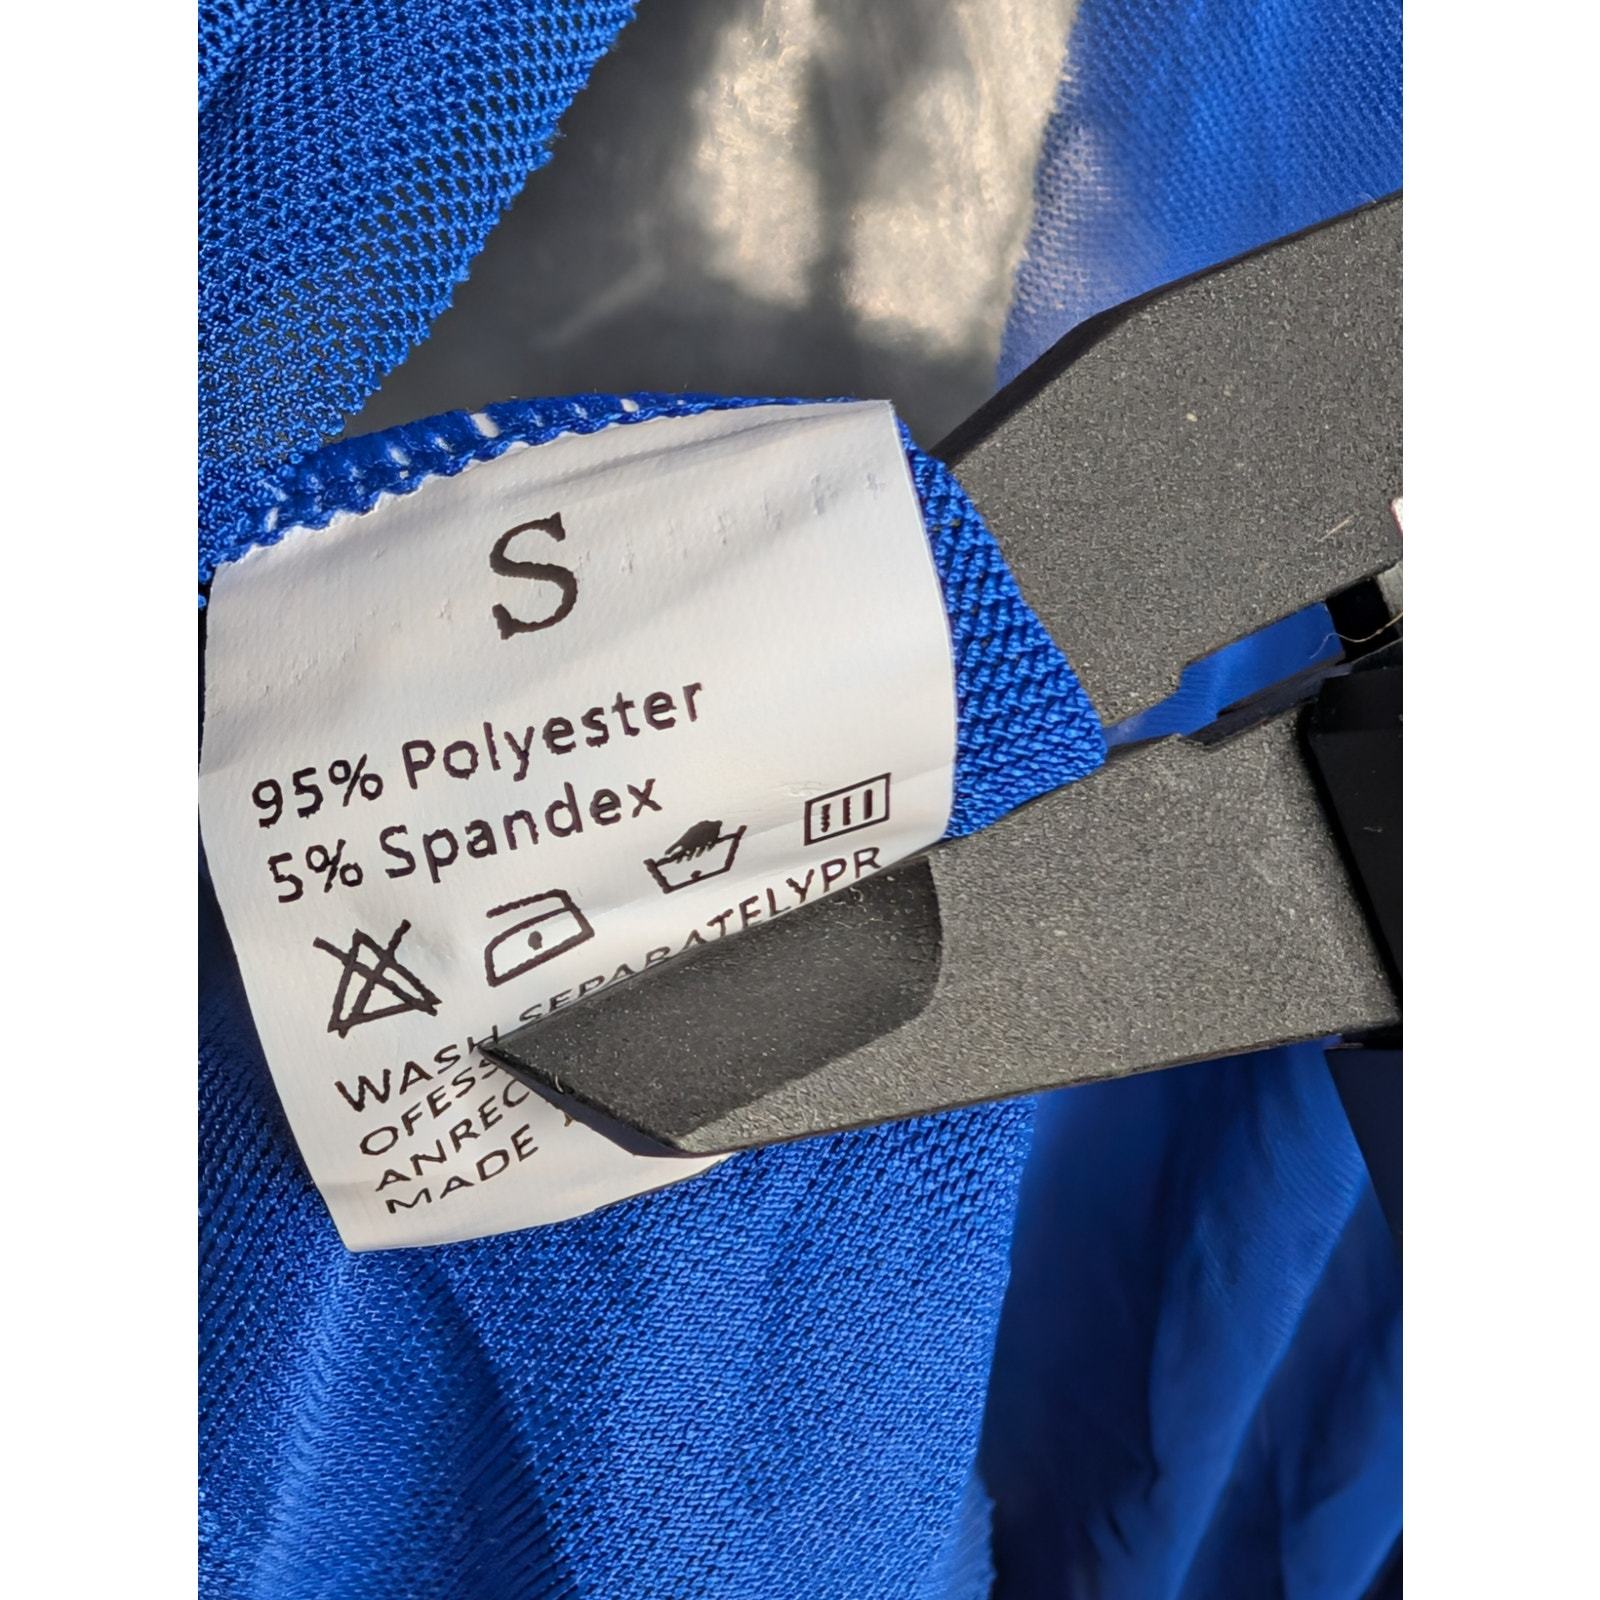 S
95% Polyester
5% Spandex
WASH SEPARATELYPR
OFESS
ANREC
MADE